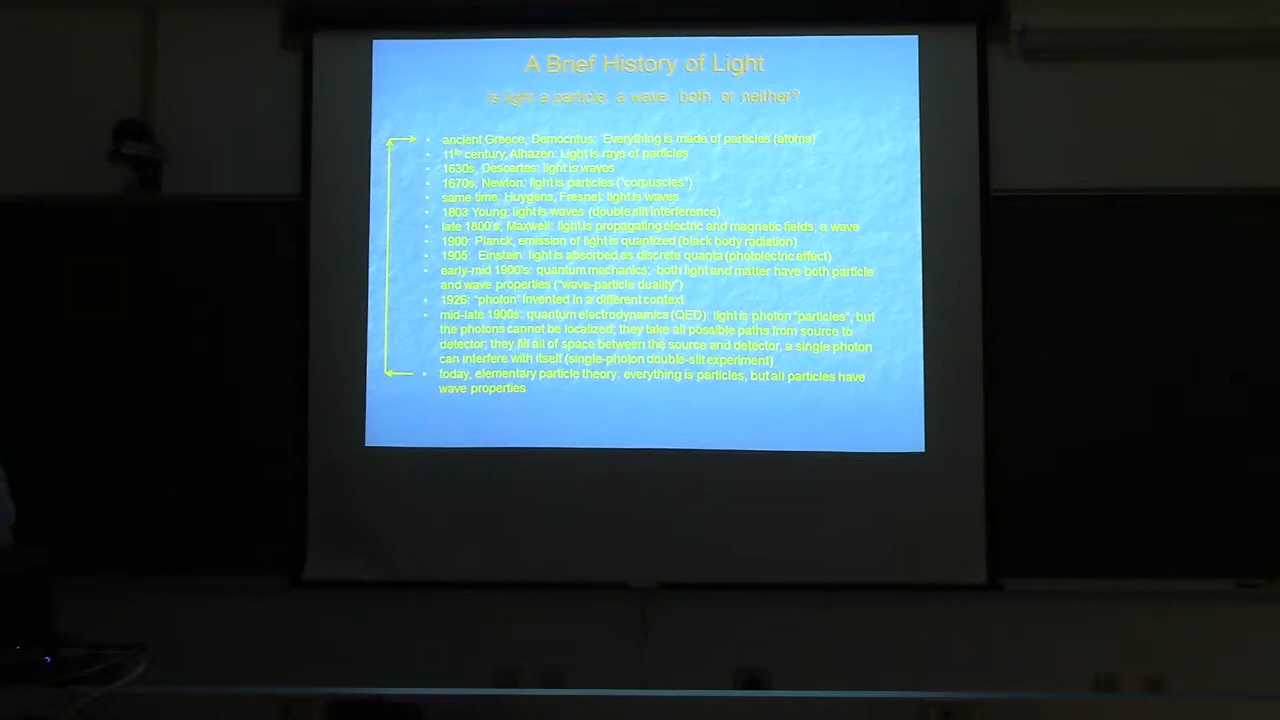 A Brief History of Light
Is light a particle, a wave, both, or neither?
• ancient Greece, Democritus: Everything is made of particles (atoms)
• 11th century, Alhazen: Light is rays of particles
• 1630s, Descartes: light is waves
• 1670s, Newton: light is particles ("corpuscles")
• same time: Huygens, Fresnel: light is waves
• 1803 Young: light is waves (double slit interference)
• late 1800's, Maxwell: light is propagating electric and magnetic fields, a wave
• 1900: Planck, emission of light is quantized (black body radiation)
• 1905: Einstein: light is absorbed as discrete quanta (photolectric effect)
• early-mid 1900's: quantum mechanics: both light and matter have both particle
and wave properties ("wave-particle duality")
• 1926: "photon" invented in a different context
• mid-late 1900s: quantum electrodynamics (QED): light is photon "particles", but
the photons cannot be localized; they take all possible paths from source to
detector; they fill all of space between the source and detector, a single photon
can interfere with itself (single-photon double-slit experiment)
• today, elementary particle theory: everything is particles, but all particles have
wave properties